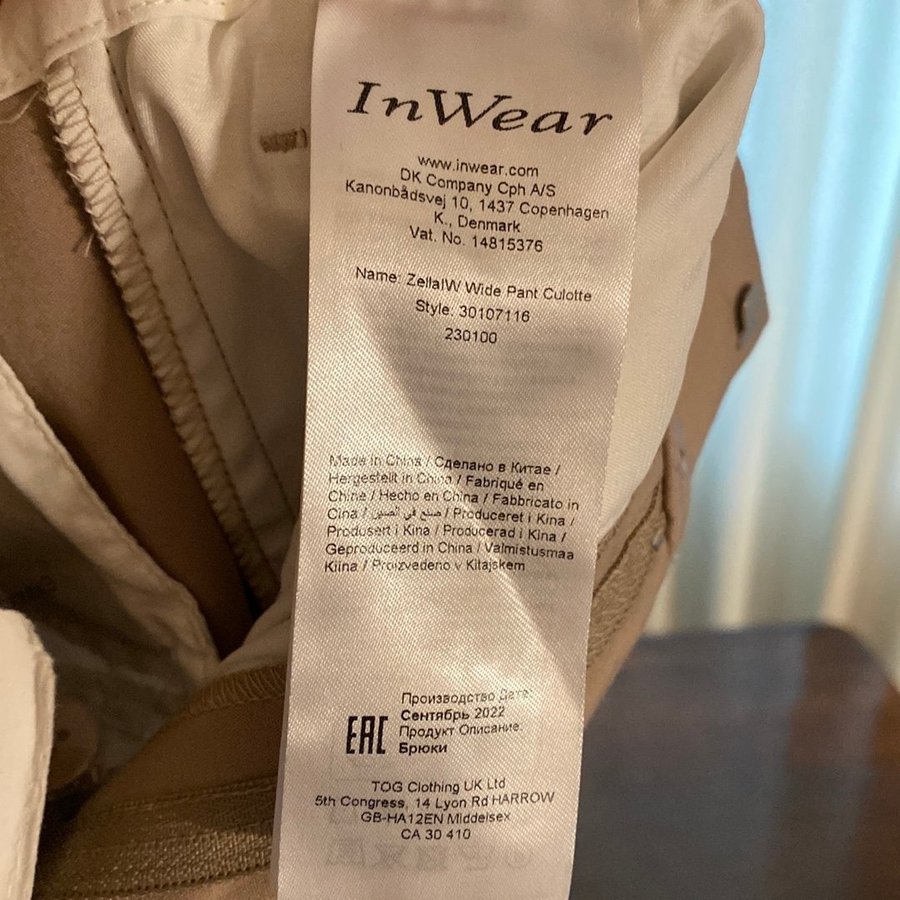 InWear
www.inwear.com
DK Company Cph A/S
Kanonbådsvej 10, 1437 Copenhagen
K., Denmark
Vat. No. 14815376
Name: ZellaIW Wide Pant Culotte
Style: 30107116
230100
Made in China / Сделано в Китае /
Hergestellt in China / Fabriqué en
Chine / Hecho en China / Fabbricato in
Cina / صنع في الصين / Produceret i Kina /
Produsert i Kina / Producerad i Kina /
Geproduceerd in China / Valmistusmaa
Kiina / Proizvedeno v Kitajskem
EAC
Производство Дата:
Сентябрь 2022
Продукт Описание:
Брюки
TOG Clothing UK Ltd
5th Congress, 14 Lyon Rd HARROW
GB-HA12EN Middelsex
CA 30 410